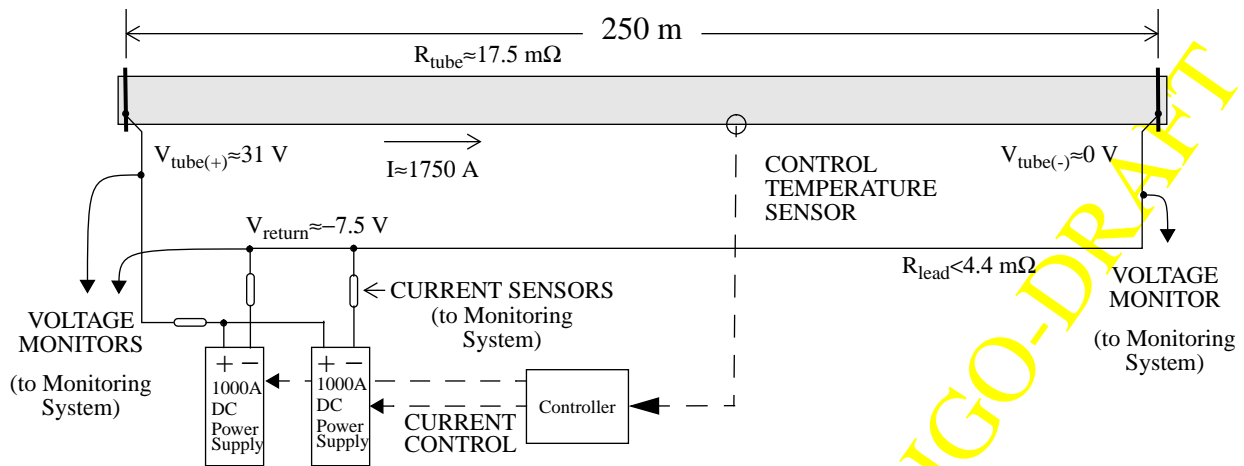 250 m
R_tube≈17.5 mΩ
V_tube(+)≈31 V
I≈1750 A
CONTROL
TEMPERATURE
SENSOR
V_tube(-)≈0 V
V_return≈−7.5 V
R_lead<4.4 mΩ
VOLTAGE
MONITORS
(to Monitoring
System)
CURRENT SENSORS
(to Monitoring
System)
VOLTAGE
MONITOR
(to Monitoring
System)
+ −
1000A
DC
Power
Supply
+ −
1000A
DC
Power
Supply
CURRENT
CONTROL
Controller
IGO-DRAFT